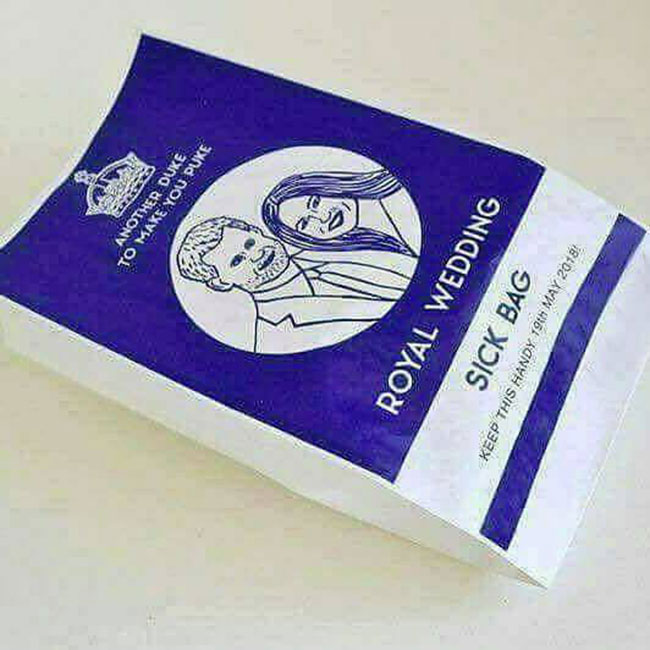 ANOTHER DUKE
TO MAKE YOU PUKE
ROYAL WEDDING
SICK BAG
KEEP THIS HANDY 19th MAY 2018!